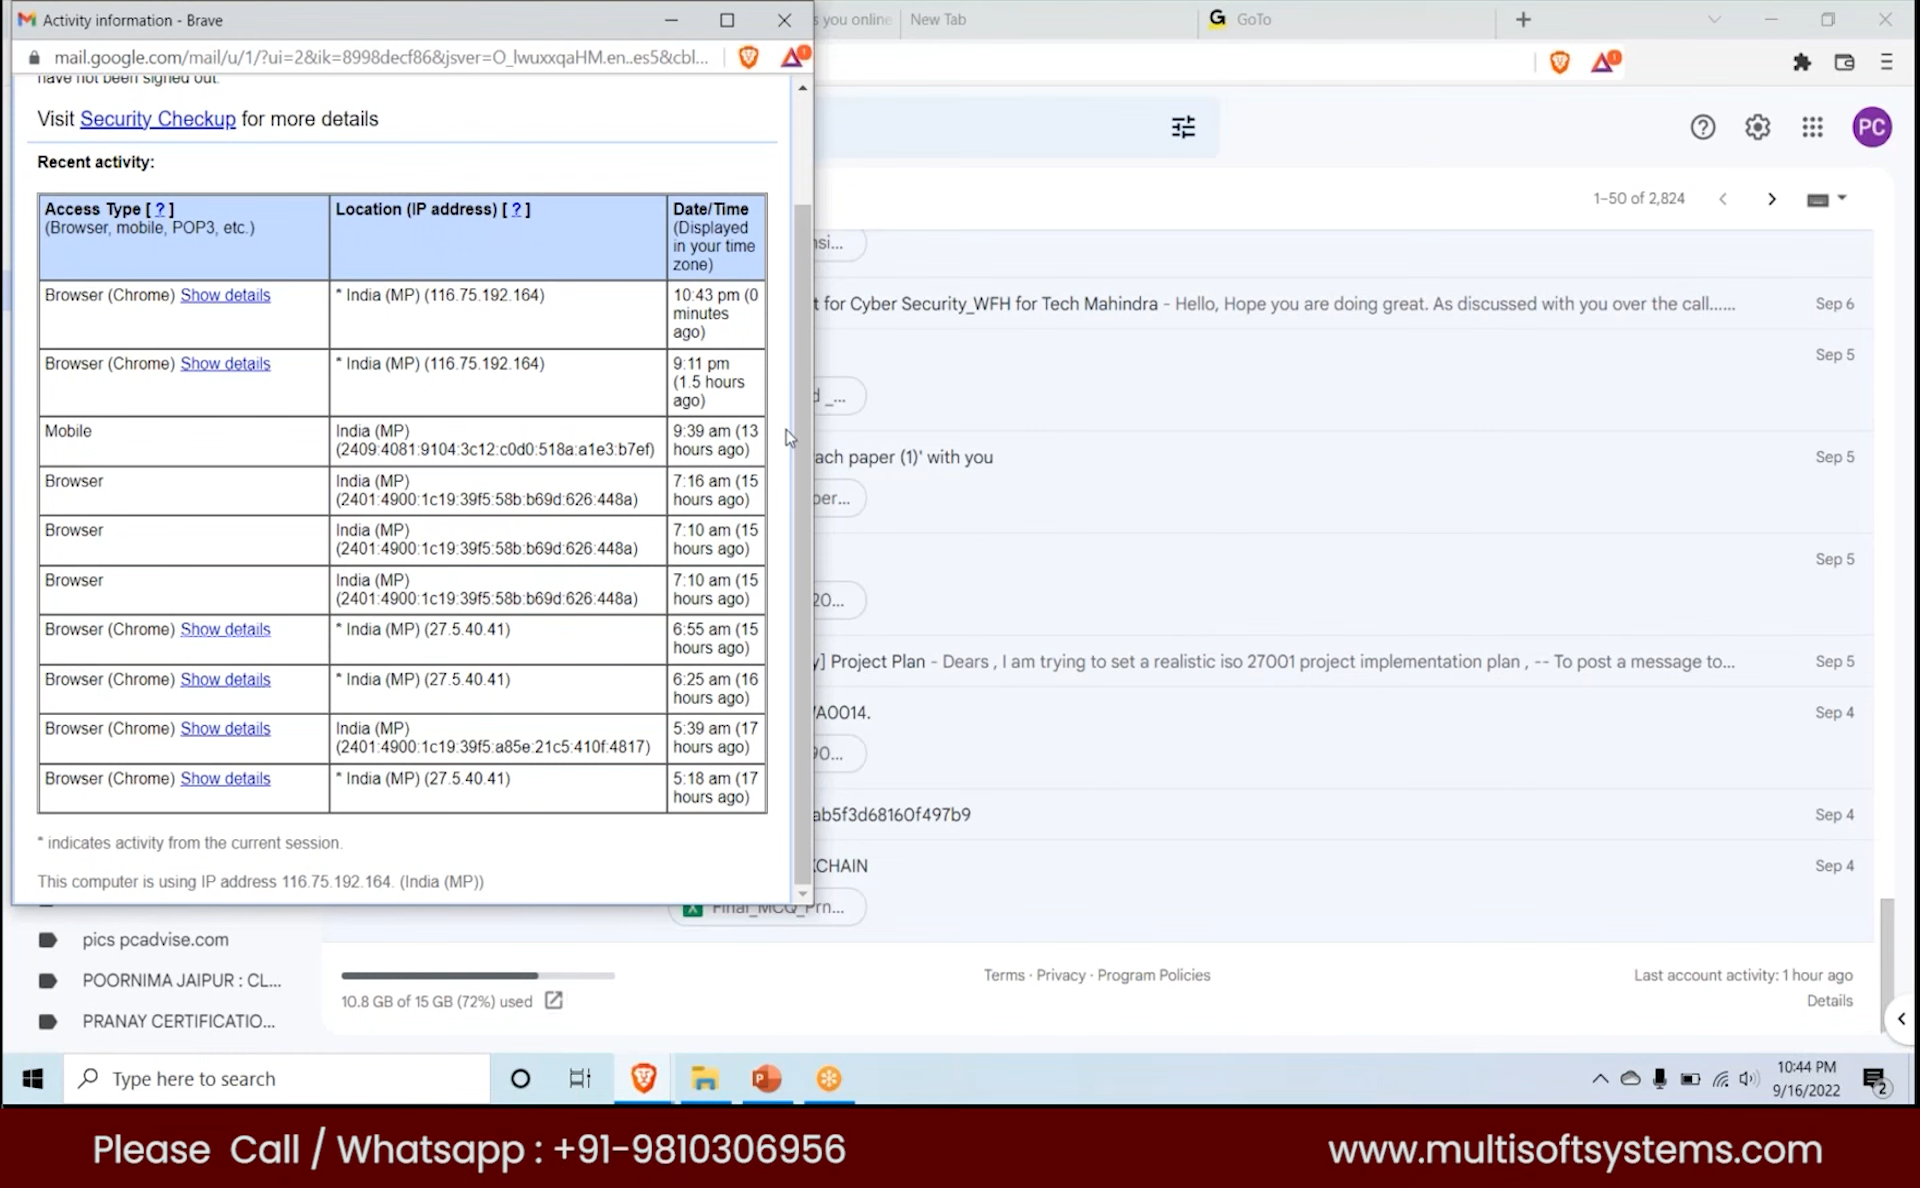 Activity information - Brave
s you online
New Tab
GoTo
mail.google.com/mail/u/1/?ui=2&ik=8998decf86&jsver=O_lwuxxqaHM.en..es5&cbl...
have not been signed out.
Visit Security Checkup for more details
PC
Recent activity:
1–50 of 2,824
Access Type [ ? ]
(Browser, mobile, POP3, etc.)
Location (IP address) [ ? ]
Date/Time
(Displayed
in your time
zone)
nsi...
Browser (Chrome) Show details
* India (MP) (116.75.192.164)
10:43 pm (0
minutes
ago)
t for Cyber Security_WFH for Tech Mahindra - Hello, Hope you are doing great. As discussed with you over the call......
Sep 6
Browser (Chrome) Show details
* India (MP) (116.75.192.164)
9:11 pm
(1.5 hours
ago)
Sep 5
d _...
Mobile
India (MP)
(2409:4081:9104:3c12:c0d0:518a:a1e3:b7ef)
9:39 am (13
hours ago)
ach paper (1)' with you
Sep 5
Browser
India (MP)
(2401:4900:1c19:39f5:58b:b69d:626:448a)
7:16 am (15
hours ago)
per...
Browser
India (MP)
(2401:4900:1c19:39f5:58b:b69d:626:448a)
7:10 am (15
hours ago)
Sep 5
Browser
India (MP)
(2401:4900:1c19:39f5:58b:b69d:626:448a)
7:10 am (15
hours ago)
20...
Browser (Chrome) Show details
* India (MP) (27.5.40.41)
6:55 am (15
hours ago)
y] Project Plan - Dears , I am trying to set a realistic iso 27001 project implementation plan , -- To post a message to...
Sep 5
Browser (Chrome) Show details
* India (MP) (27.5.40.41)
6:25 am (16
hours ago)
/A0014.
Sep 4
Browser (Chrome) Show details
India (MP)
(2401:4900:1c19:39f5:a85e:21c5:410f:4817)
5:39 am (17
hours ago)
90...
Browser (Chrome) Show details
* India (MP) (27.5.40.41)
5:18 am (17
hours ago)
ab5f3d68160f497b9
Sep 4
* indicates activity from the current session.
KCHAIN
Sep 4
This computer is using IP address 116.75.192.164. (India (MP))
Final_MCQ_Prn...
pics pcadvise.com
POORNIMA JAIPUR : CL...
PRANAY CERTIFICATIO...
10.8 GB of 15 GB (72%) used
Terms · Privacy · Program Policies
Last account activity: 1 hour ago
Details
Type here to search
10:44 PM
9/16/2022
2
Please Call / Whatsapp : +91-9810306956
www.multisoftsystems.com